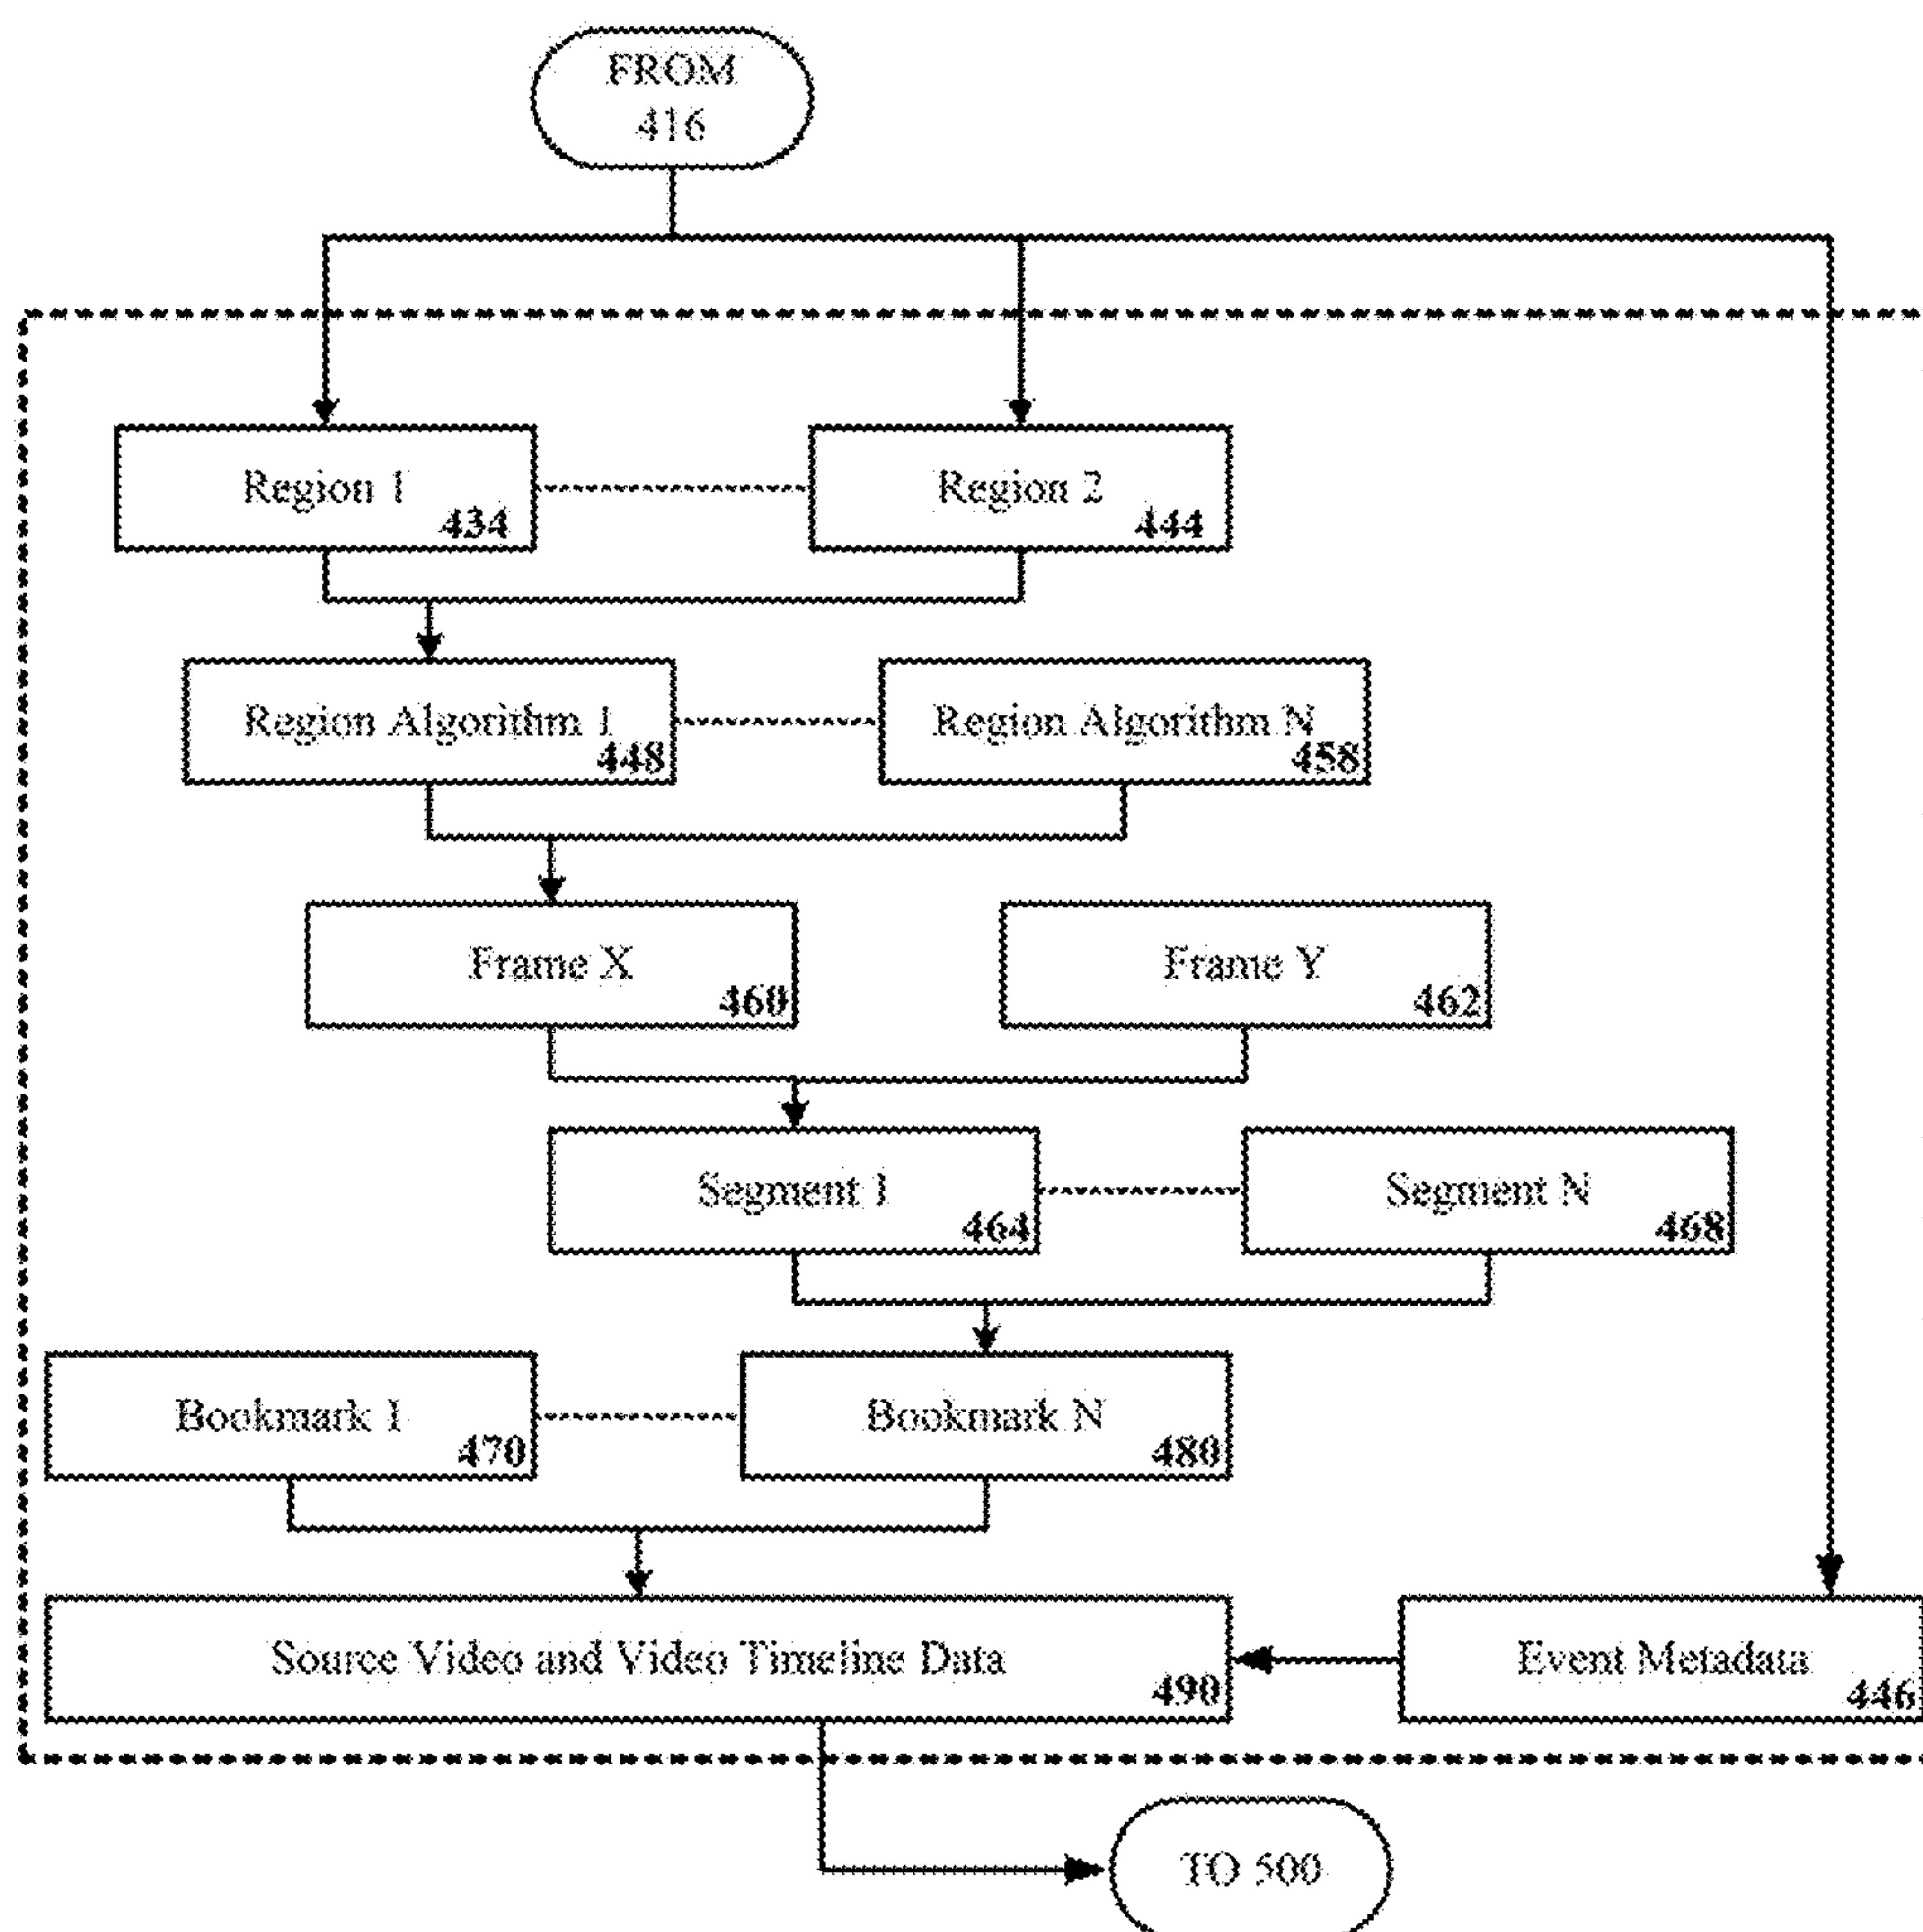 FROM
416
Region 1
434
Region 2
444
Region Algorithm 1
448
Region Algorithm N
458
Frame X
460
Frame Y
462
Segment 1
464
Segment N
468
Bookmark 1
470
Bookmark N
480
Source Video and Video Timeline Data
490
Event Metadata
446
TO 500